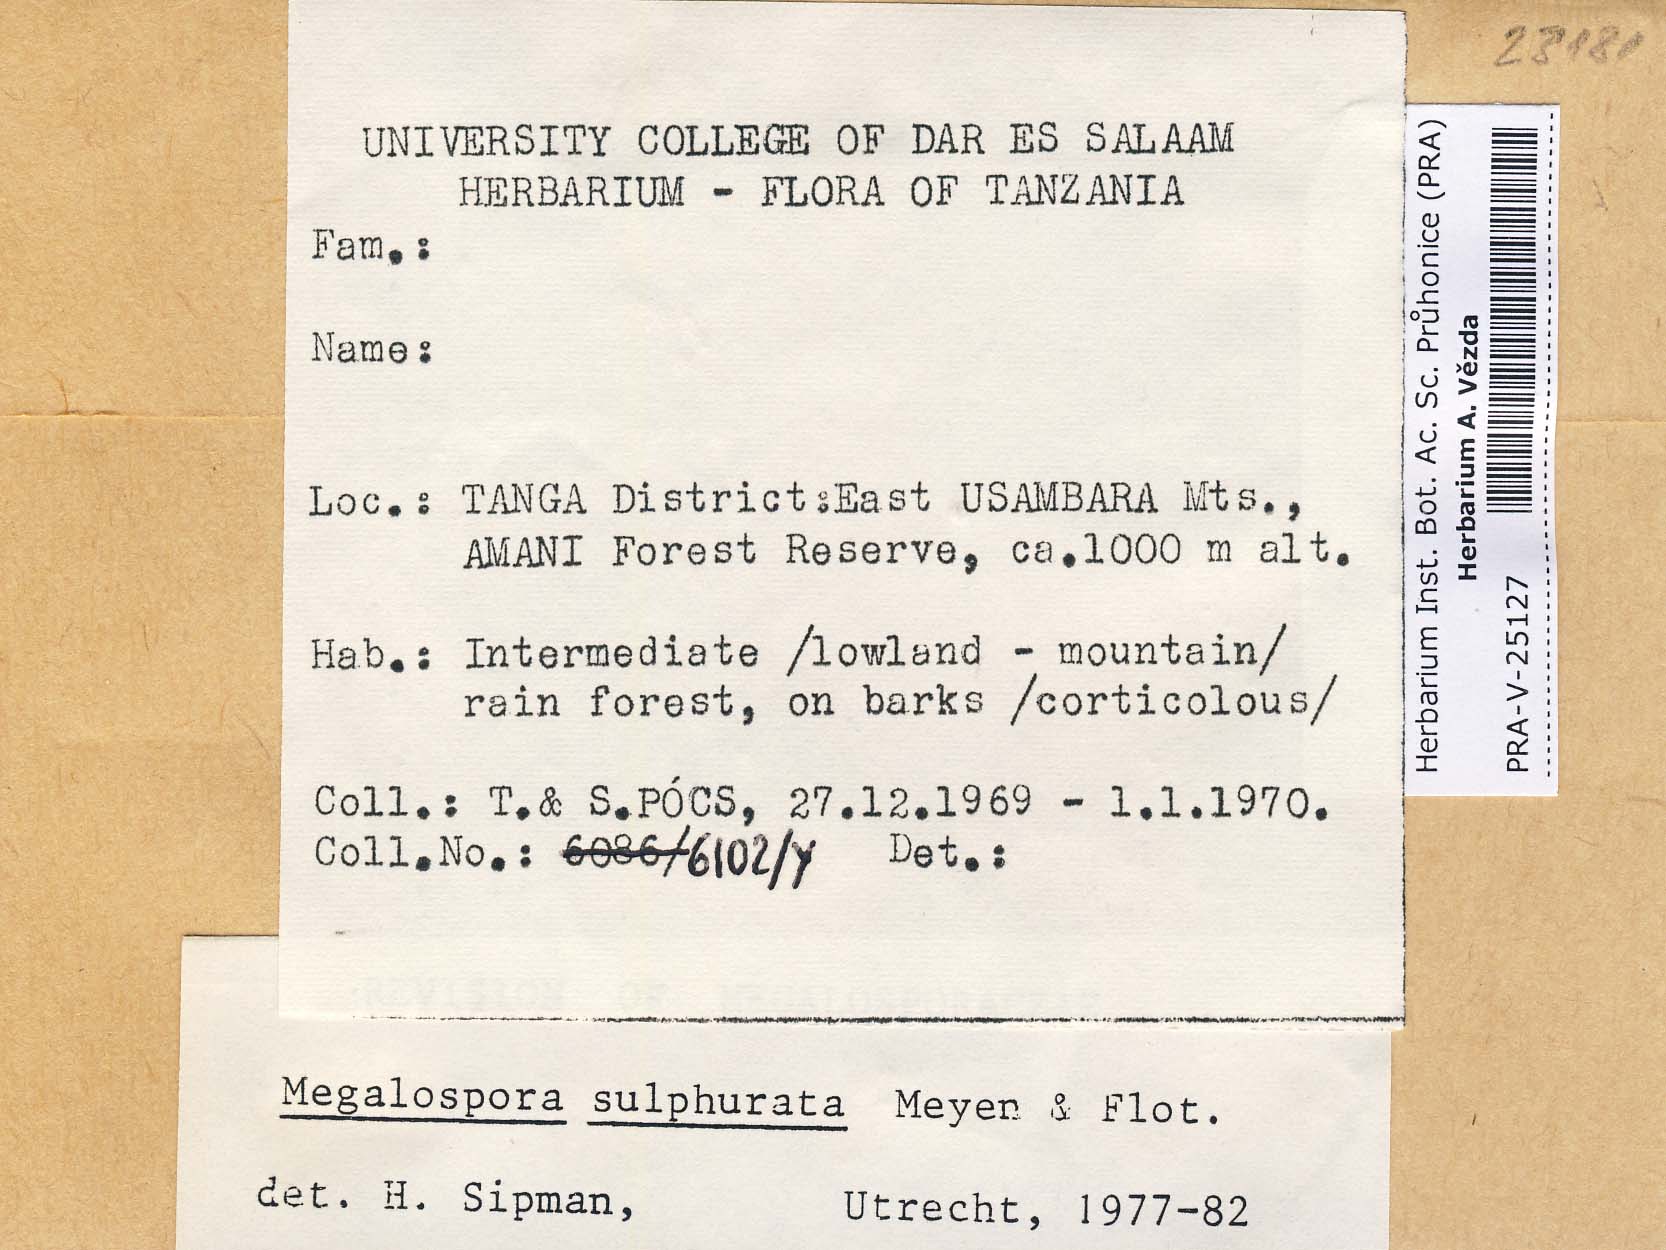 UNIVERSITY COLLEGE OF DAR ES SALAAM
HERBARIUM - FLORA OF TANZANIA
Fam.:
Name:
Loc.: TANGA District:East USAMBARA Mts.,
AMANI Forest Reserve, ca.1000 m alt.
Hab.: Intermediate /lowland - mountain/
rain forest, on barks /corticolous/
Coll.: T.& S.PÓCS, 27.12.1969 - 1.1.1970.
Coll.No.: 6086/6102/y Det.:
Megalospora sulphurata Meyen & Flot.
det. H. Sipman, Utrecht, 1977-82
Herbarium Inst. Bot. Ac. Sc. Průhonice (PRA)
Herbarium A. Vězda
PRA-V-25127